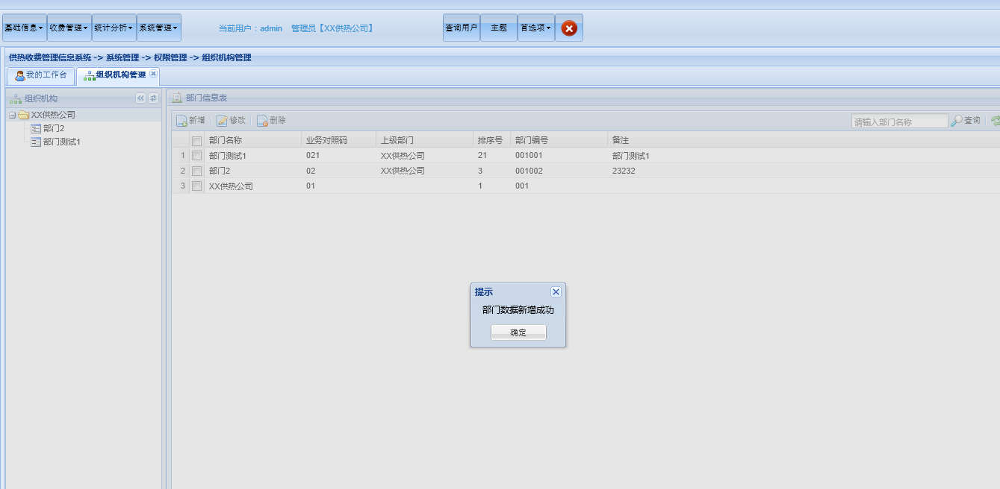 基础信息 收费管理 统计分析 系统管理 当前用户：admin 管理员【XX供热公司】 查询用户 主题 首选项
供热收费管理信息系统 -> 系统管理 -> 权限管理 -> 组织机构管理
我的工作台 组织机构管理
组织机构
XX供热公司
部门2
部门测试1
部门信息表
新增 修改 删除 请输入部门名称 查询
部门名称 业务对照码 上级部门 排序号 部门编号 备注
1 部门测试1 021 XX供热公司 21 001001 部门测试1
2 部门2 02 XX供热公司 3 001002 23232
3 XX供热公司 01 1 001
提示
部门数据新增成功
确定